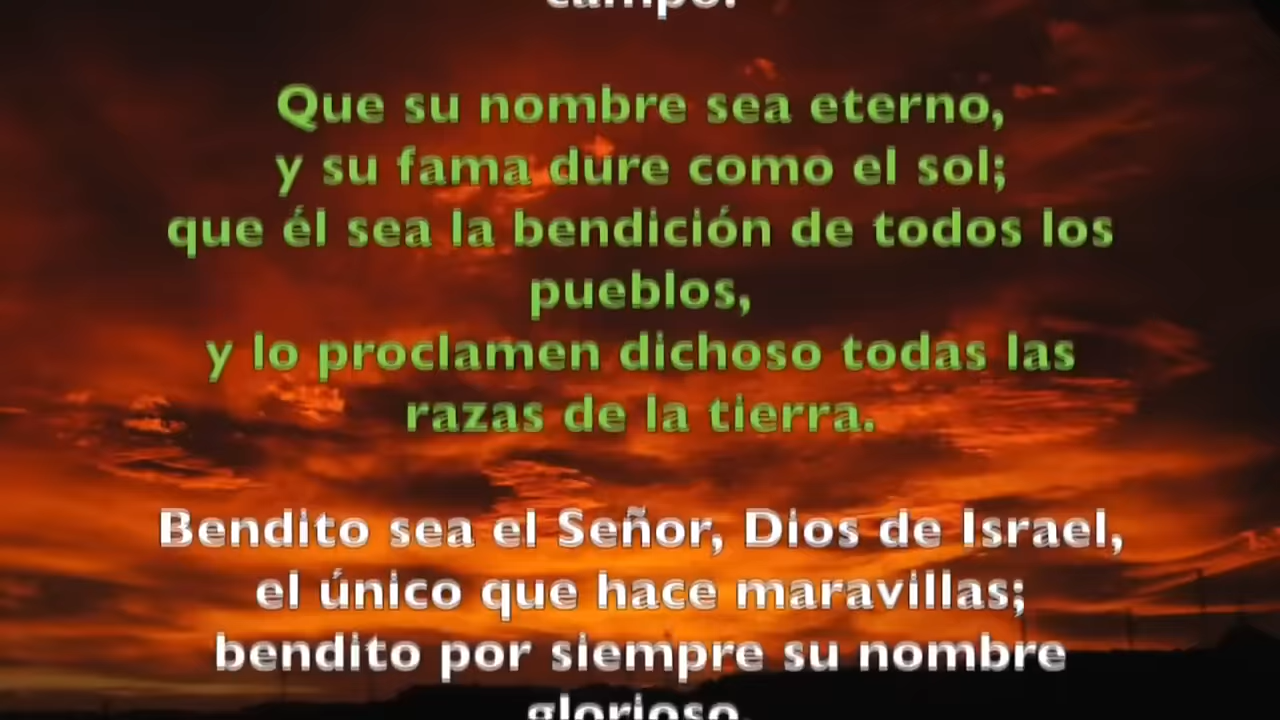 campo.
Que su nombre sea eterno,
y su fama dure como el sol;
que él sea la bendición de todos los
pueblos,
y lo proclamen dichoso todas las
razas de la tierra.
Bendito sea el Señor, Dios de Israel,
el único que hace maravillas;
bendito por siempre su nombre
glorioso,